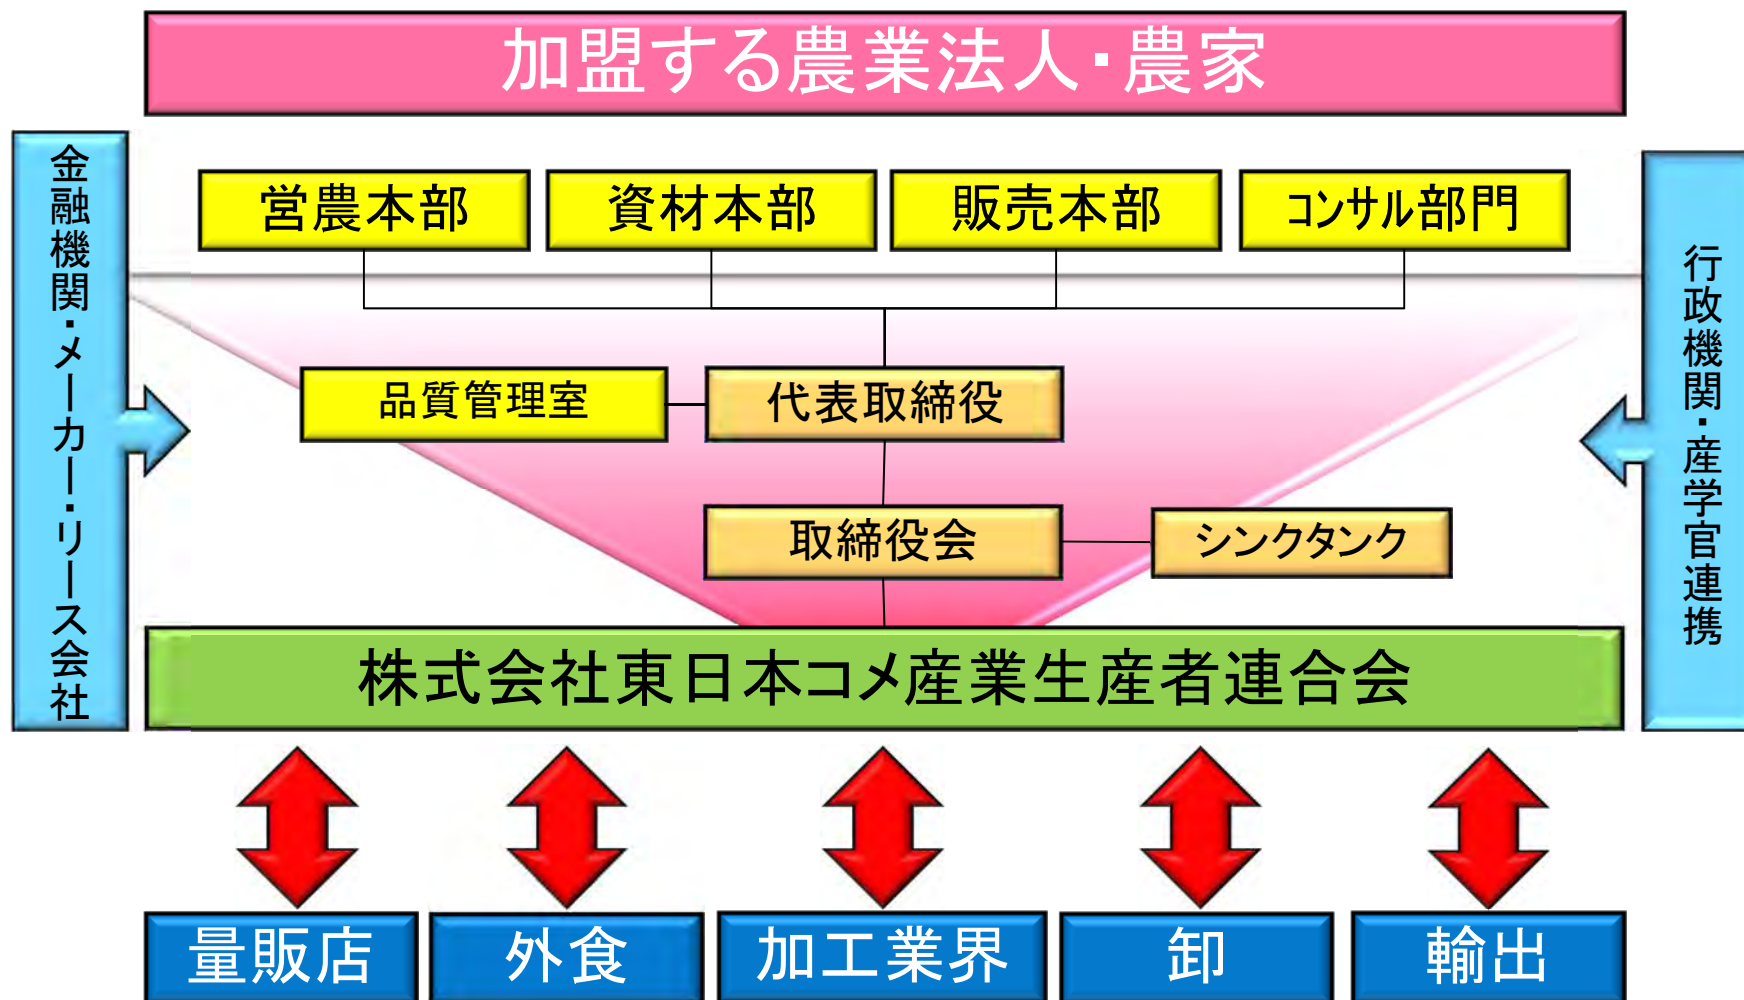 加盟する農業法人・農家
金融機関・メーカー・リース会社
営農本部
資材本部
販売本部
コンサル部門
行政機関・産学官連携
品質管理室
代表取締役
取締役会
シンクタンク
株式会社東日本コメ産業生産者連合会
量販店
外食
加工業界
卸
輸出